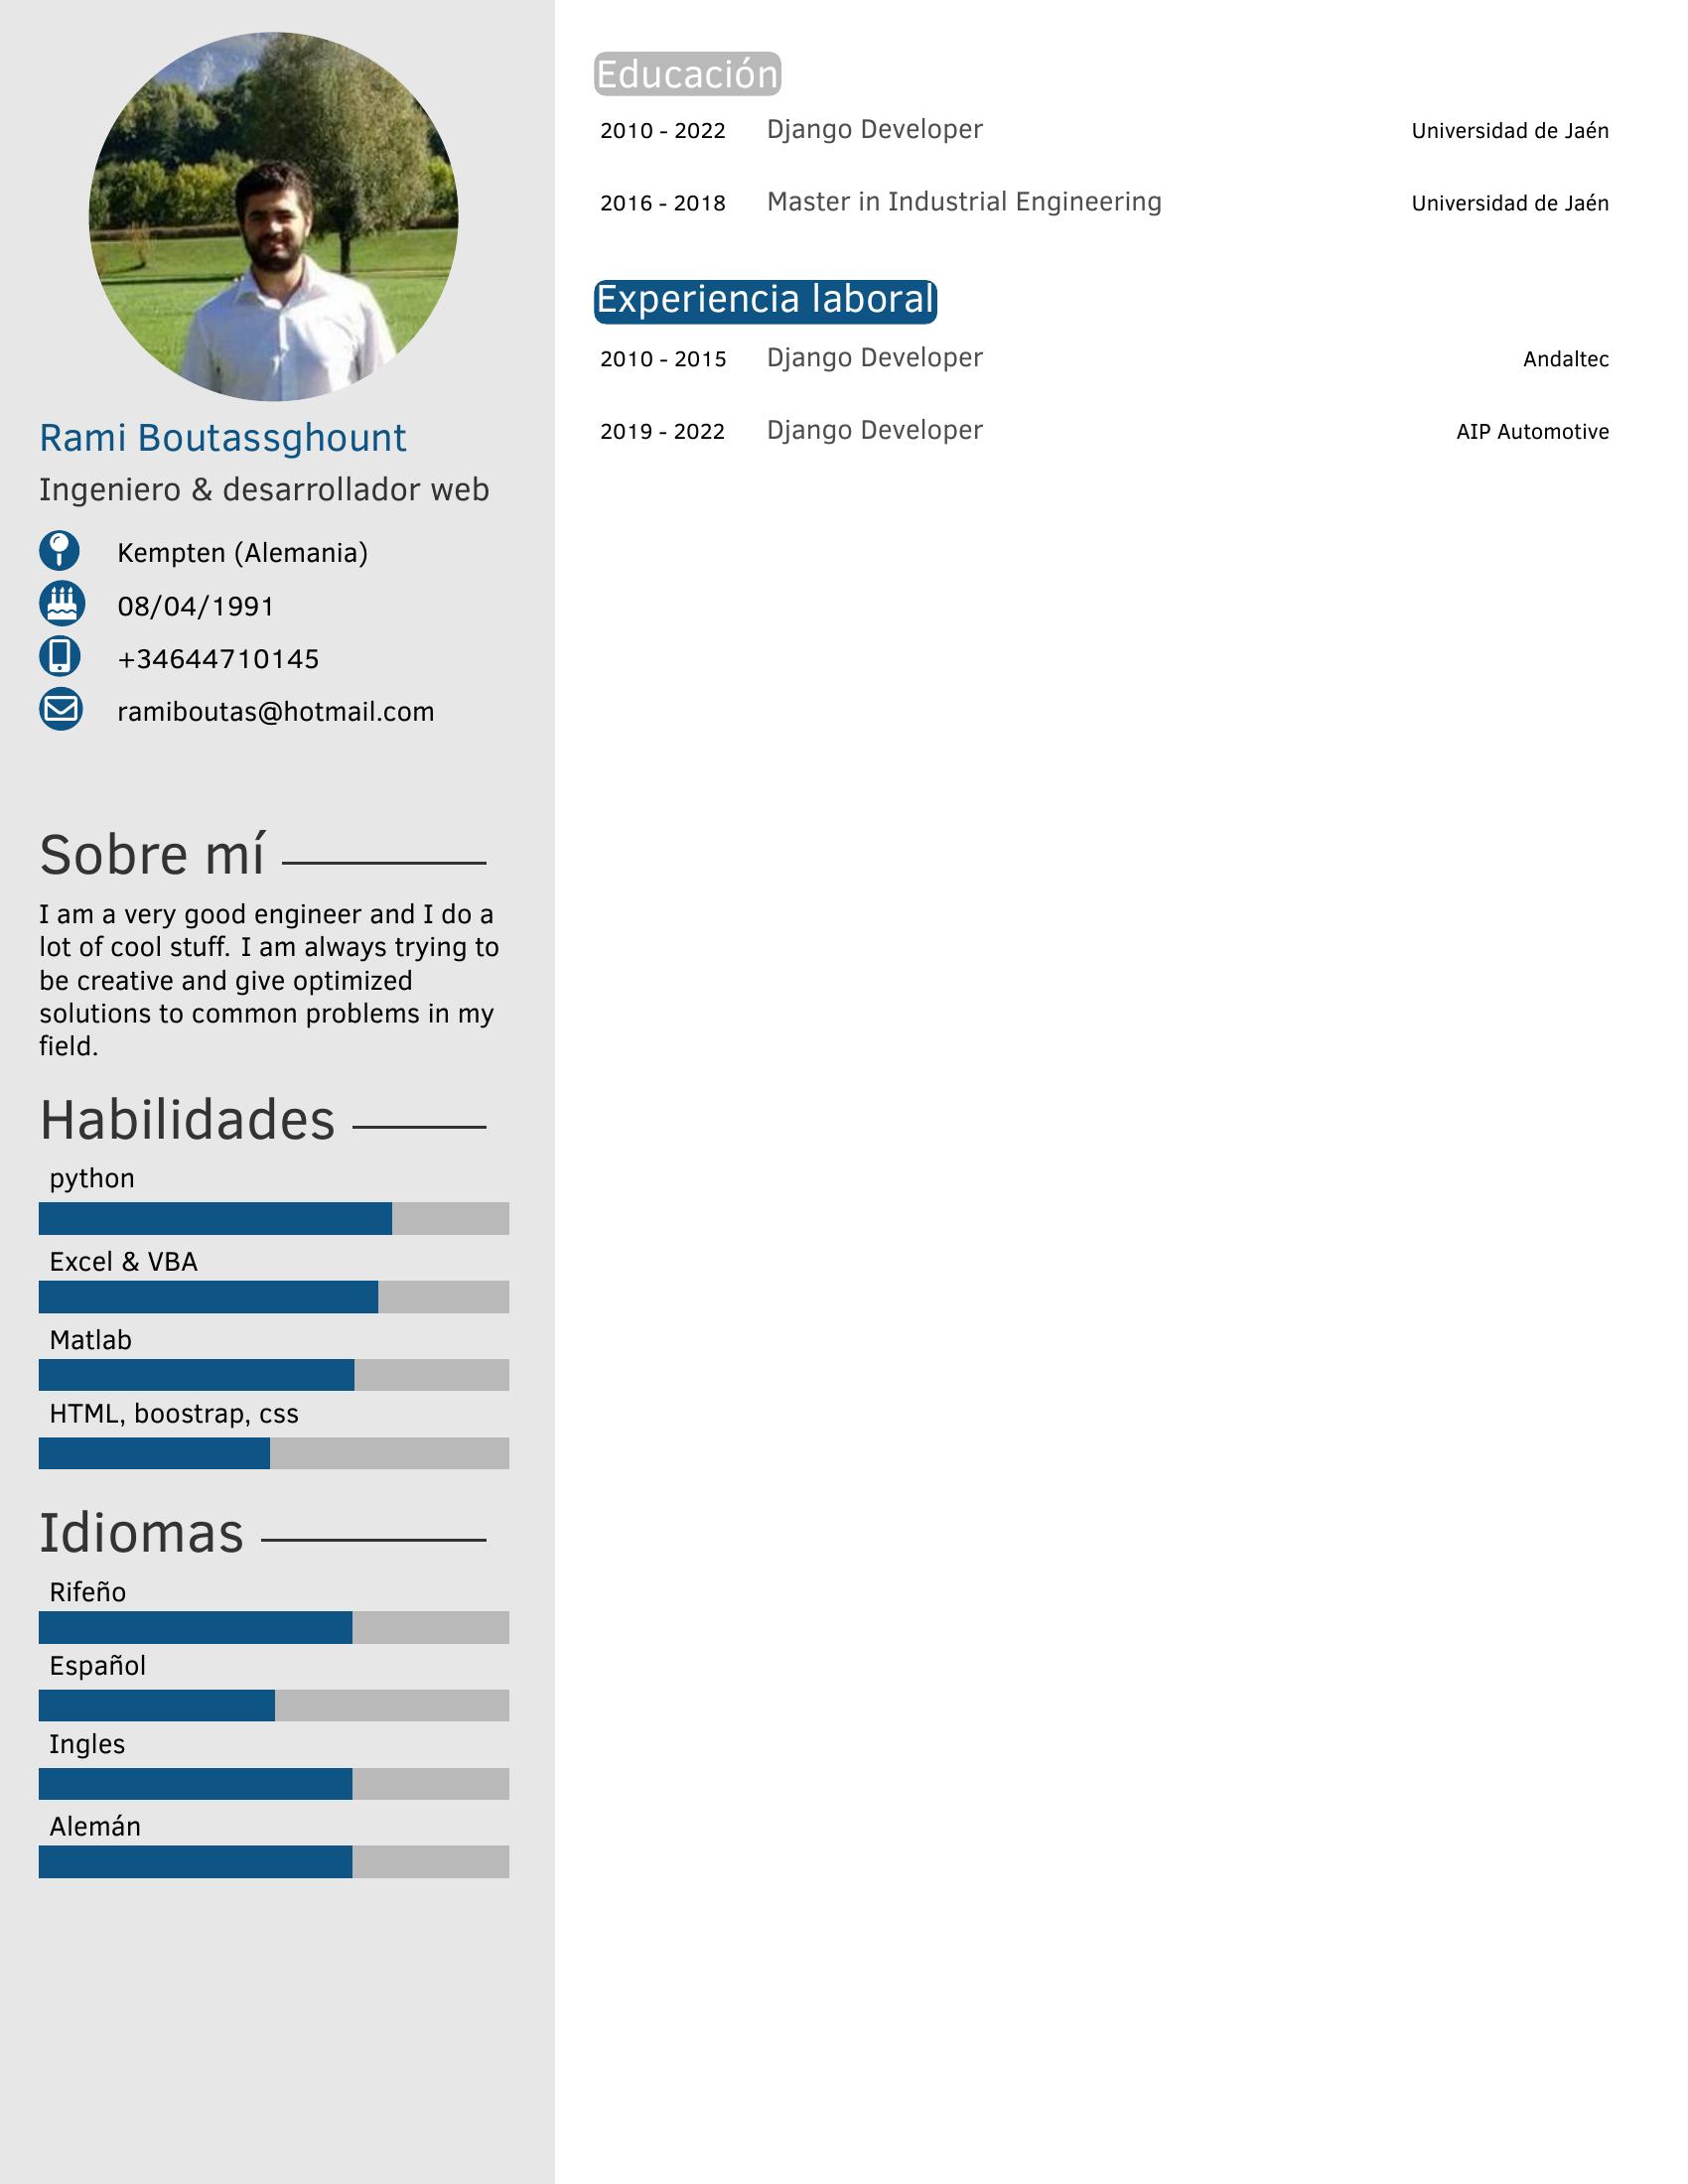 Rami Boutassghount
Ingeniero & desarrollador web
Kempten (Alemania)
08/04/1991
+34644710145
ramiboutas@hotmail.com
Sobre mí
I am a very good engineer and I do a
lot of cool stuff. I am always trying to
be creative and give optimized
solutions to common problems in my
field.
Habilidades
python
Excel & VBA
Matlab
HTML, boostrap, css
Idiomas
Rifeño
Español
Ingles
Alemán
Educación
2010 - 2022 Django Developer Universidad de Jaén
2016 - 2018 Master in Industrial Engineering Universidad de Jaén
Experiencia laboral
2010 - 2015 Django Developer Andaltec
2019 - 2022 Django Developer AIP Automotive